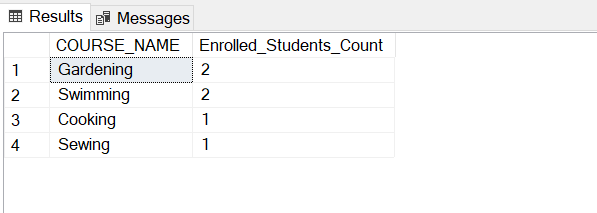 Results Messages
COURSE_NAME Enrolled_Students_Count
1 Gardening 2
2 Swimming 2
3 Cooking 1
4 Sewing 1